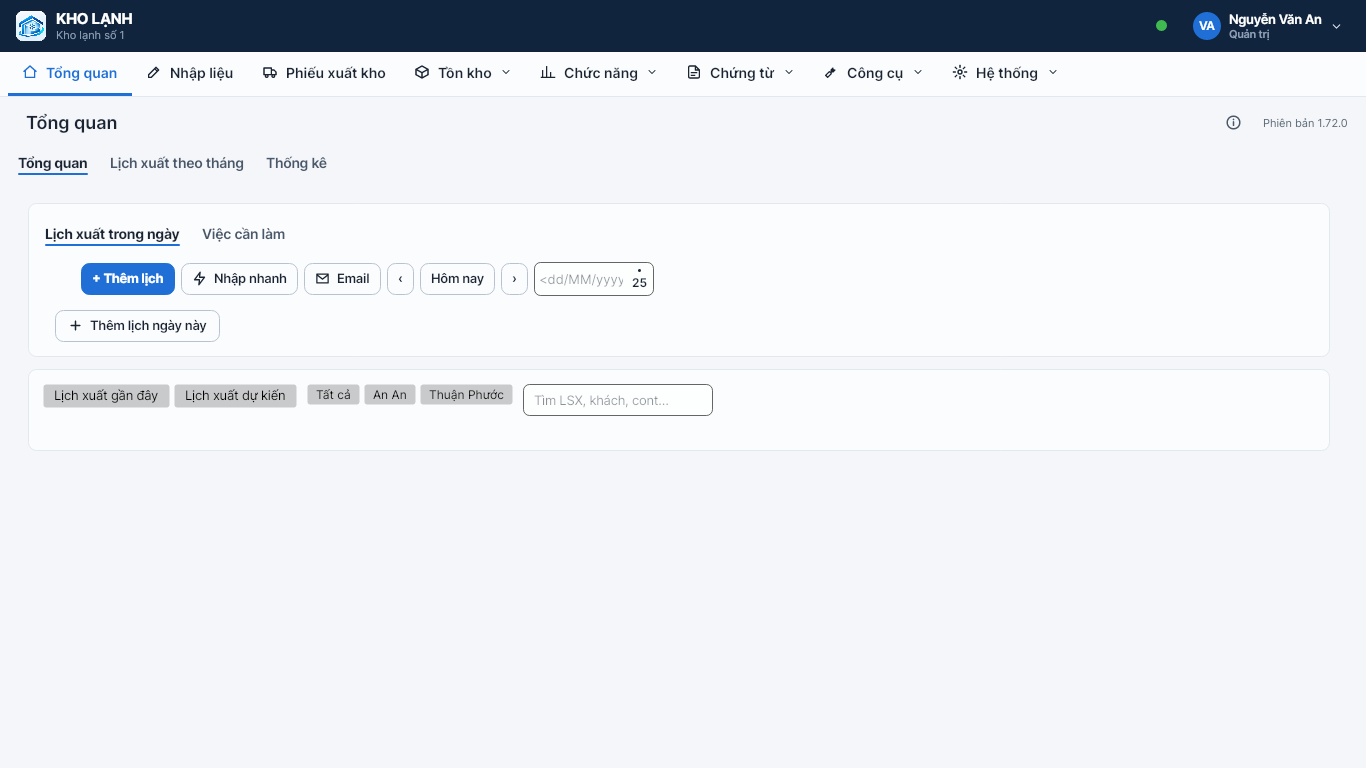 KHO LẠNH
Kho lạnh số 1
VA
Nguyễn Văn An
Quản trị
Tổng quan
Nhập liệu
Phiếu xuất kho
Tồn kho
Chức năng
Chứng từ
Công cụ
Hệ thống
Tổng quan
Phiên bản 1.72.0
Tổng quan
Lịch xuất theo tháng
Thống kê
Lịch xuất trong ngày
Việc cần làm
+ Thêm lịch
Nhập nhanh
Email
‹
Hôm nay
›
<dd/MM/yyyy
25
Thêm lịch ngày này
Lịch xuất gần đây
Lịch xuất dự kiến
Tất cả
An An
Thuận Phước
Tìm LSX, khách, cont...